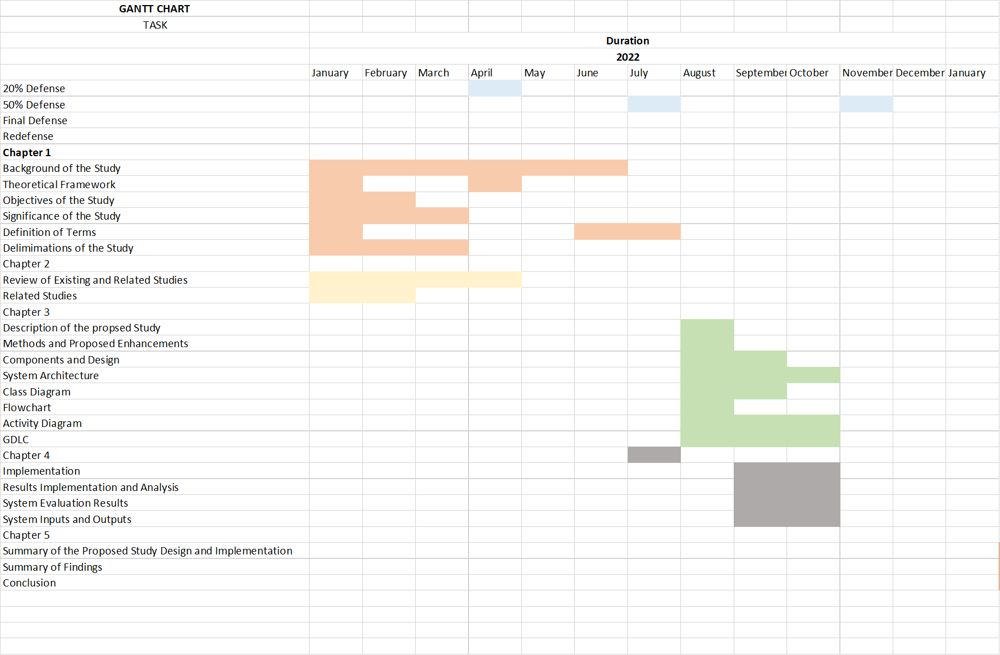 GANTT CHART
TASK
Duration
2022
January February March April May June July August September October November December January
20% Defense
50% Defense
Final Defense
Redefense
Chapter 1
Background of the Study
Theoretical Framework
Objectives of the Study
Significance of the Study
Definition of Terms
Delimimations of the Study
Chapter 2
Review of Existing and Related Studies
Related Studies
Chapter 3
Description of the propsed Study
Methods and Proposed Enhancements
Components and Design
System Architecture
Class Diagram
Flowchart
Activity Diagram
GDLC
Chapter 4
Implementation
Results Implementation and Analysis
System Evaluation Results
System Inputs and Outputs
Chapter 5
Summary of the Proposed Study Design and Implementation
Summary of Findings
Conclusion